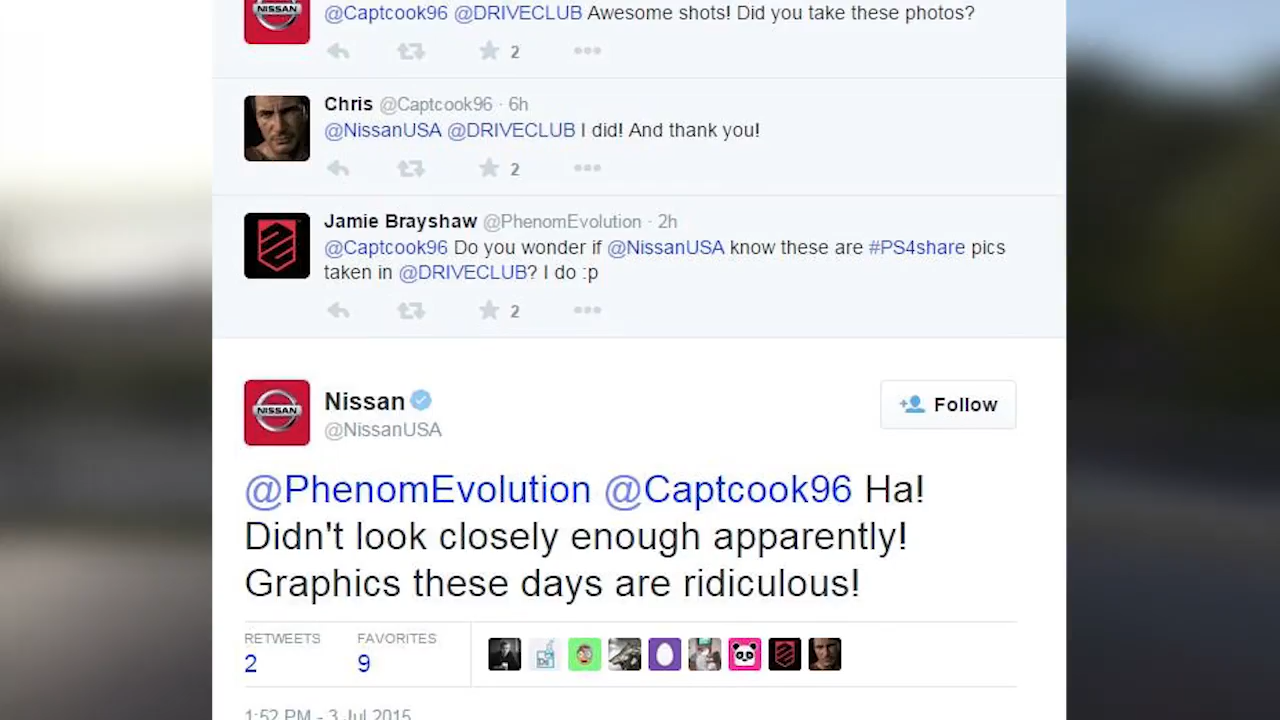 NISSAN
@Captcook96 @DRIVECLUB Awesome shots! Did you take these photos?
2
Chris @Captcook96 · 6h
@NissanUSA @DRIVECLUB I did! And thank you!
2
Jamie Brayshaw @PhenomEvolution · 2h
@Captcook96 Do you wonder if @NissanUSA know these are #PS4share pics
taken in @DRIVECLUB? I do :p
2
NISSAN
Nissan
@NissanUSA
Follow
@PhenomEvolution @Captcook96 Ha!
Didn't look closely enough apparently!
Graphics these days are ridiculous!
RETWEETS FAVORITES
2 9
1:52 PM - 3 Jul 2015